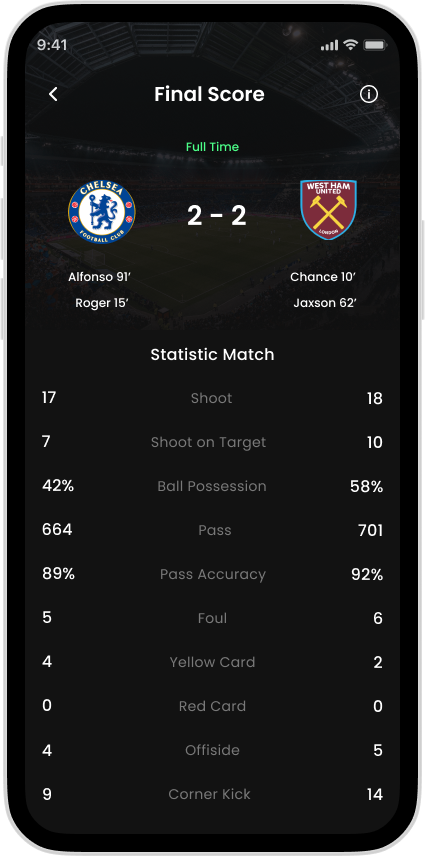 9:41
Final Score
Full Time
CHELSEA
FOOTBALL CLUB
2 - 2
WEST HAM
UNITED
LONDON
Alfonso 91’ Chance 10’
Roger 15’ Jaxson 62’
Statistic Match
17 Shoot 18
7 Shoot on Target 10
42% Ball Possession 58%
664 Pass 701
89% Pass Accuracy 92%
5 Foul 6
4 Yellow Card 2
0 Red Card 0
4 Offiside 5
9 Corner Kick 14